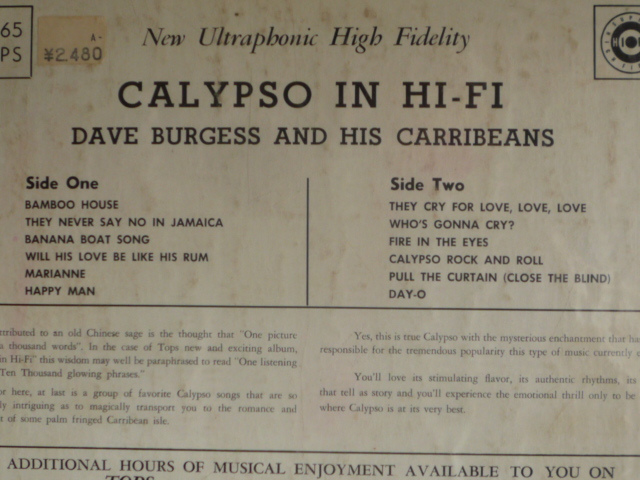 65
PS
A-
¥2,480
New Ultraphonic High Fidelity
CALYPSO IN HI-FI
DAVE BURGESS AND HIS CARRIBEANS
Side One
BAMBOO HOUSE
THEY NEVER SAY NO IN JAMAICA
BANANA BOAT SONG
WILL HIS LOVE BE LIKE HIS RUM
MARIANNE
HAPPY MAN
Side Two
THEY CRY FOR LOVE, LOVE, LOVE
WHO'S GONNA CRY?
FIRE IN THE EYES
CALYPSO ROCK AND ROLL
PULL THE CURTAIN (CLOSE THE BLIND)
DAY-O
ttributed to an old Chinese sage is the thought that "One picture
a thousand words". In the case of Tops new and exciting album,
in Hi-Fi" this wisdom may well be paraphrased to read "One listening
Ten Thousand glowing phrases."
or here, at last is a group of favorite Calypso songs that are so
ly intriguing as to magically transport you to the romance and
t of some palm fringed Carribean isle.
Yes, this is true Calypso with the mysterious enchantment that ha
responsible for the tremendous popularity this type of music currently
You'll love its stimulating flavor, its authentic rhythms, its
that tell as story and you'll experience the emotional thrill only to be
where Calypso is at its very best.
ADDITIONAL HOURS OF MUSICAL ENJOYMENT AVAILABLE TO YOU ON
TOPS